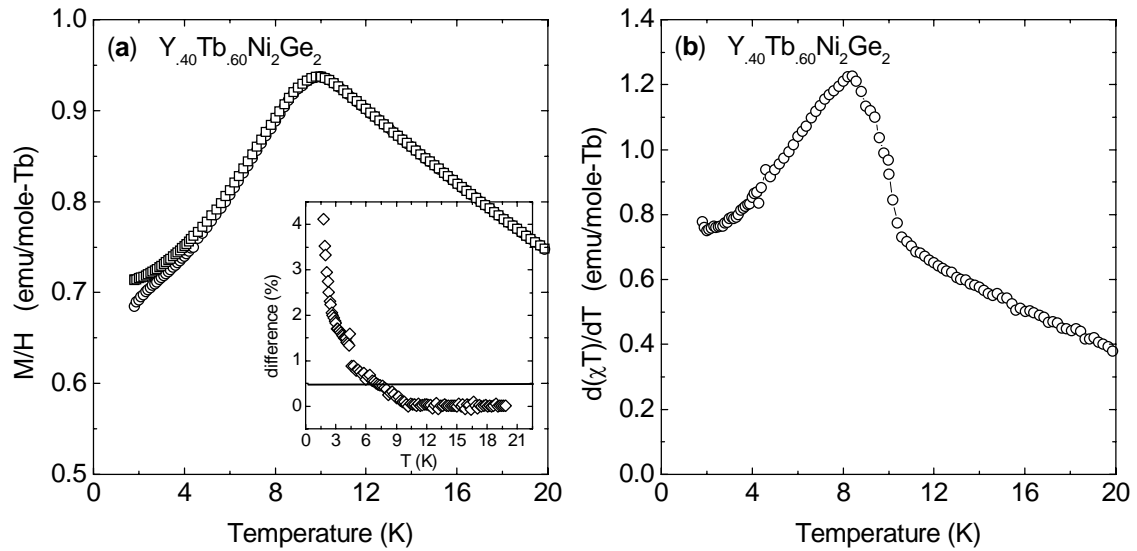 (a) Y.40Tb.60Ni2Ge2
M/H (emu/mole-Tb)
1.0
0.9
0.8
0.7
0.6
0.5
0 4 8 12 16 20
Temperature (K)
difference (%)
4
3
2
1
0
0 3 6 9 12 15 18 21
T (K)
(b) Y.40Tb.60Ni2Ge2
d(χT)/dT (emu/mole-Tb)
1.4
1.2
1.0
0.8
0.6
0.4
0.2
0.0
0 4 8 12 16 20
Temperature (K)